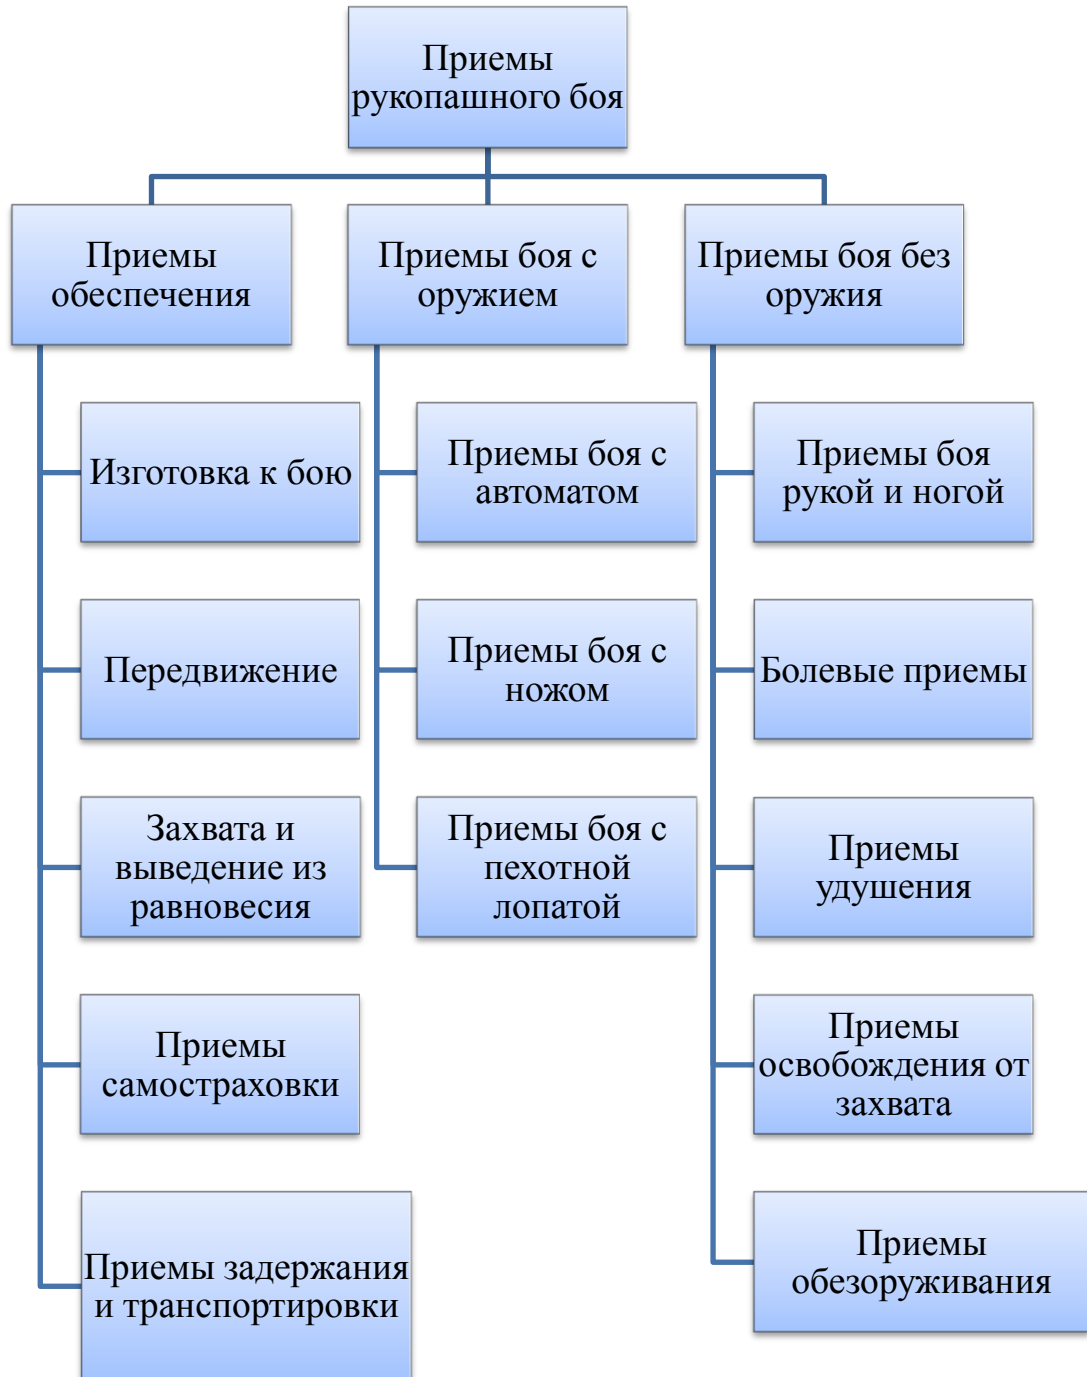 Приемы
рукопашного боя
Приемы
обеспечения
Изготовка к бою
Передвижение
Захвата и
выведение из
равновесия
Приемы
самостраховки
Приемы задержания
и транспортировки
Приемы боя с
оружием
Приемы боя с
автоматом
Приемы боя с
ножом
Приемы боя с
пехотной
лопатой
Приемы боя без
оружия
Приемы боя
рукой и ногой
Болевые приемы
Приемы
удушения
Приемы
освобождения от
захвата
Приемы
обезоруживания